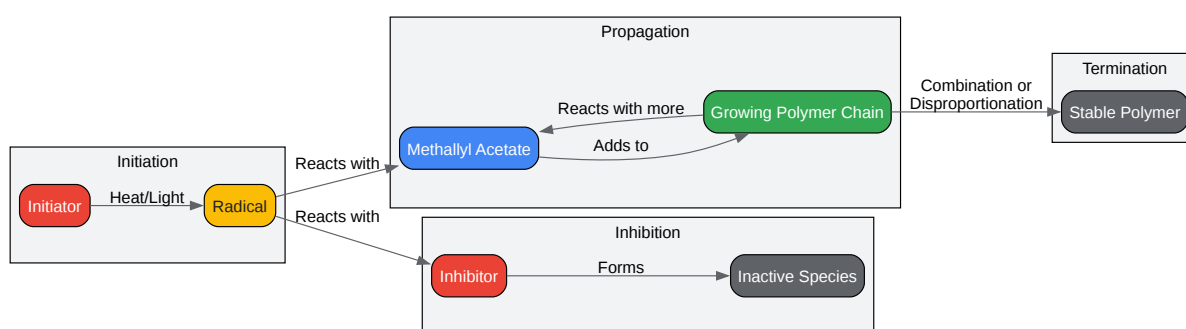 Propagation
Reacts with more
Growing Polymer Chain
Methallyl Acetate
Adds to
Combination or
Disproportionation
Termination
Stable Polymer
Initiation
Initiator
Heat/Light
Radical
Reacts with
Reacts with
Inhibition
Inhibitor
Forms
Inactive Species